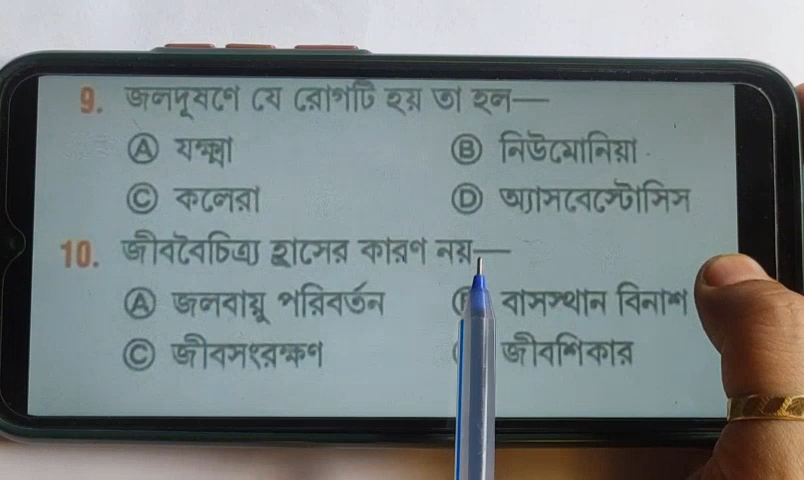 9. জলদূষণে যে রোগটি হয় তা হল—
Ⓐ যক্ষ্মা Ⓑ নিউমোনিয়া
Ⓒ কলেরা Ⓓ অ্যাসবেস্টোসিস
10. জীববৈচিত্র্য হ্রাসের কারণ নয়—
Ⓐ জলবায়ু পরিবর্তন বাসস্থান বিনাশ
Ⓒ জীবসংরক্ষণ জীবশিকার